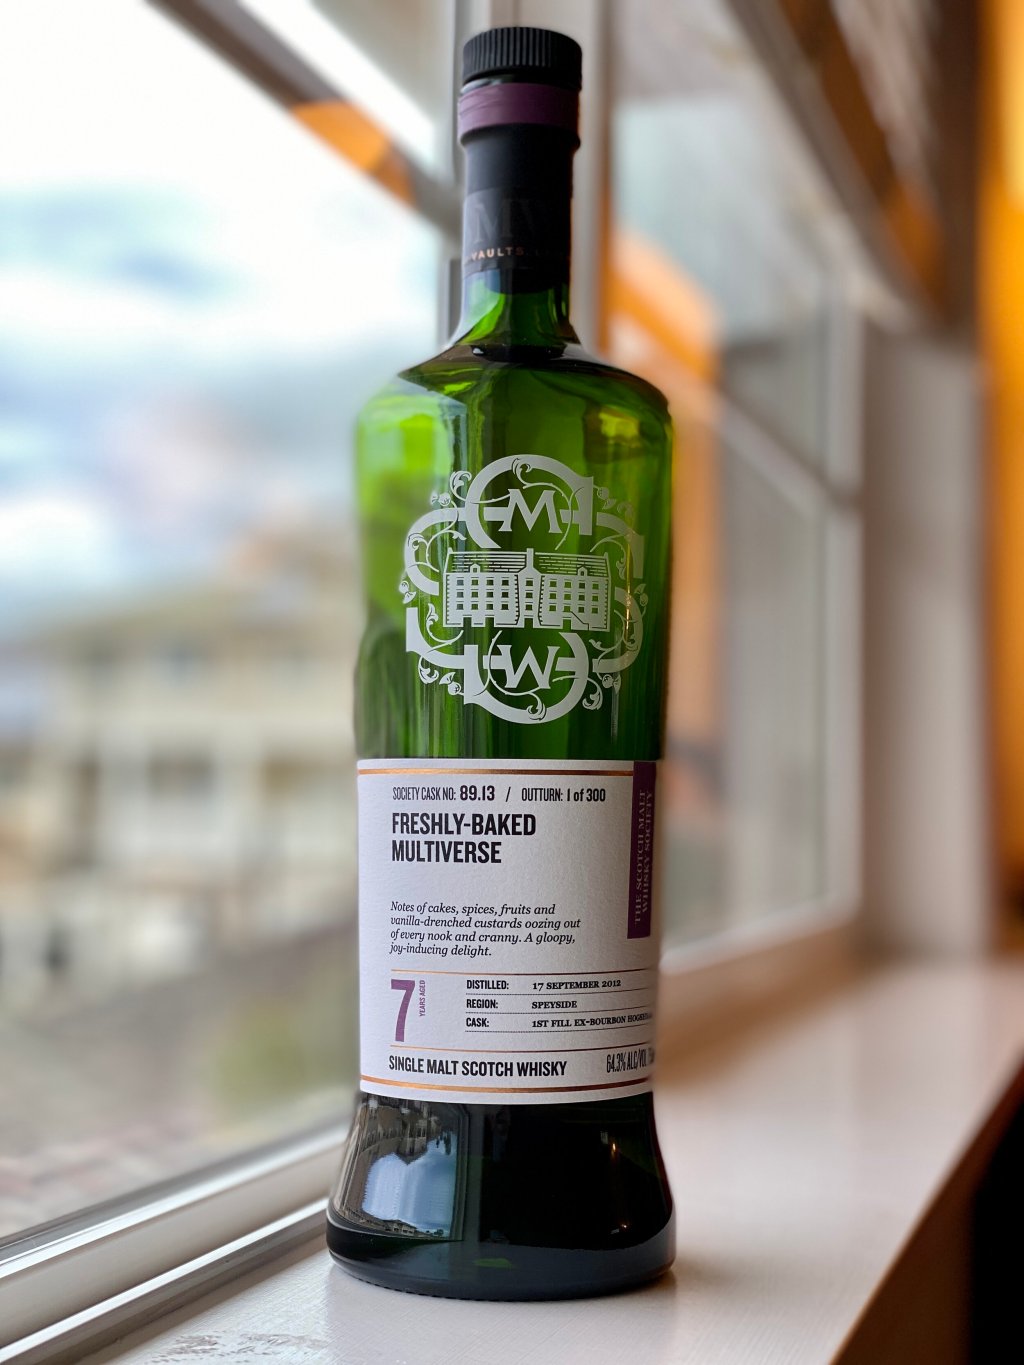 VAULTS
SOCIETY CASK NO: 89.13 / OUTTURN: 1 of 300
FRESHLY-BAKED
MULTIVERSE
THE SCOTCH MALT
WHISKY SOCIETY
Notes of cakes, spices, fruits and
vanilla-drenched custards oozing out
of every nook and cranny. A gloopy,
joy-inducing delight.
7 YEARS AGED
DISTILLED: 17 SEPTEMBER 2012
REGION: SPEYSIDE
CASK: 1ST FILL EX-BOURBON
SINGLE MALT SCOTCH WHISKY 64.3% ALC/VOL